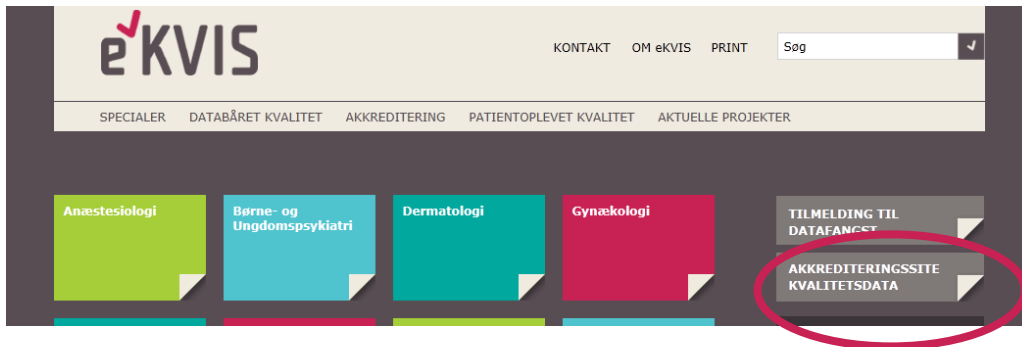 eKVIS
KONTAKT OM eKVIS PRINT Søg
SPECIALER DATABÅRET KVALITET AKKREDITERING PATIENTOPLEVET KVALITET AKTUELLE PROJEKTER
Anæstesiologi
Børne- og
Ungdomspsykiatri
Dermatologi
Gynækologi
TILMELDING TIL
DATAFANGST
AKKREDITERINGSSITE
KVALITETSDATA